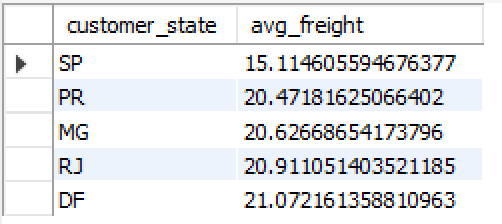 customer_state avg_freight
SP 15.114605594676377
PR 20.47181625066402
MG 20.62668654173796
RJ 20.911051403521185
DF 21.072161358810963